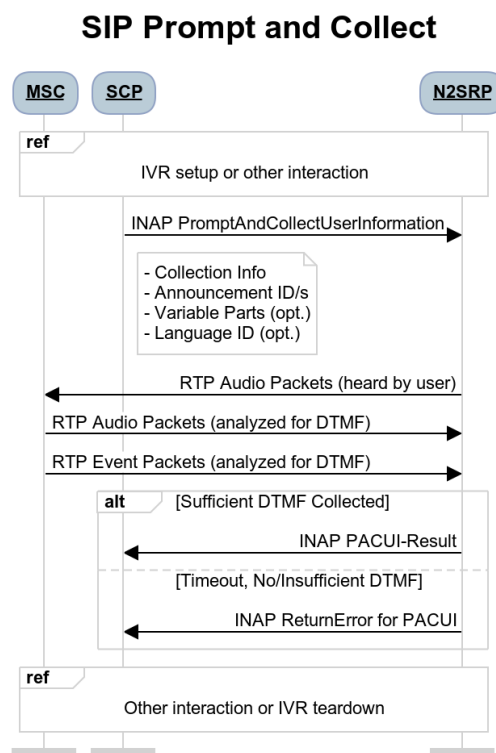 SIP Prompt and Collect
MSC
SCP
N2SRP
ref
IVR setup or other interaction
INAP PromptAndCollectUserInformation
- Collection Info
- Announcement ID/s
- Variable Parts (opt.)
- Language ID (opt.)
RTP Audio Packets (heard by user)
RTP Audio Packets (analyzed for DTMF)
RTP Event Packets (analyzed for DTMF)
alt [Sufficient DTMF Collected]
INAP PACUI-Result
[Timeout, No/Insufficient DTMF]
INAP ReturnError for PACUI
ref
Other interaction or IVR teardown